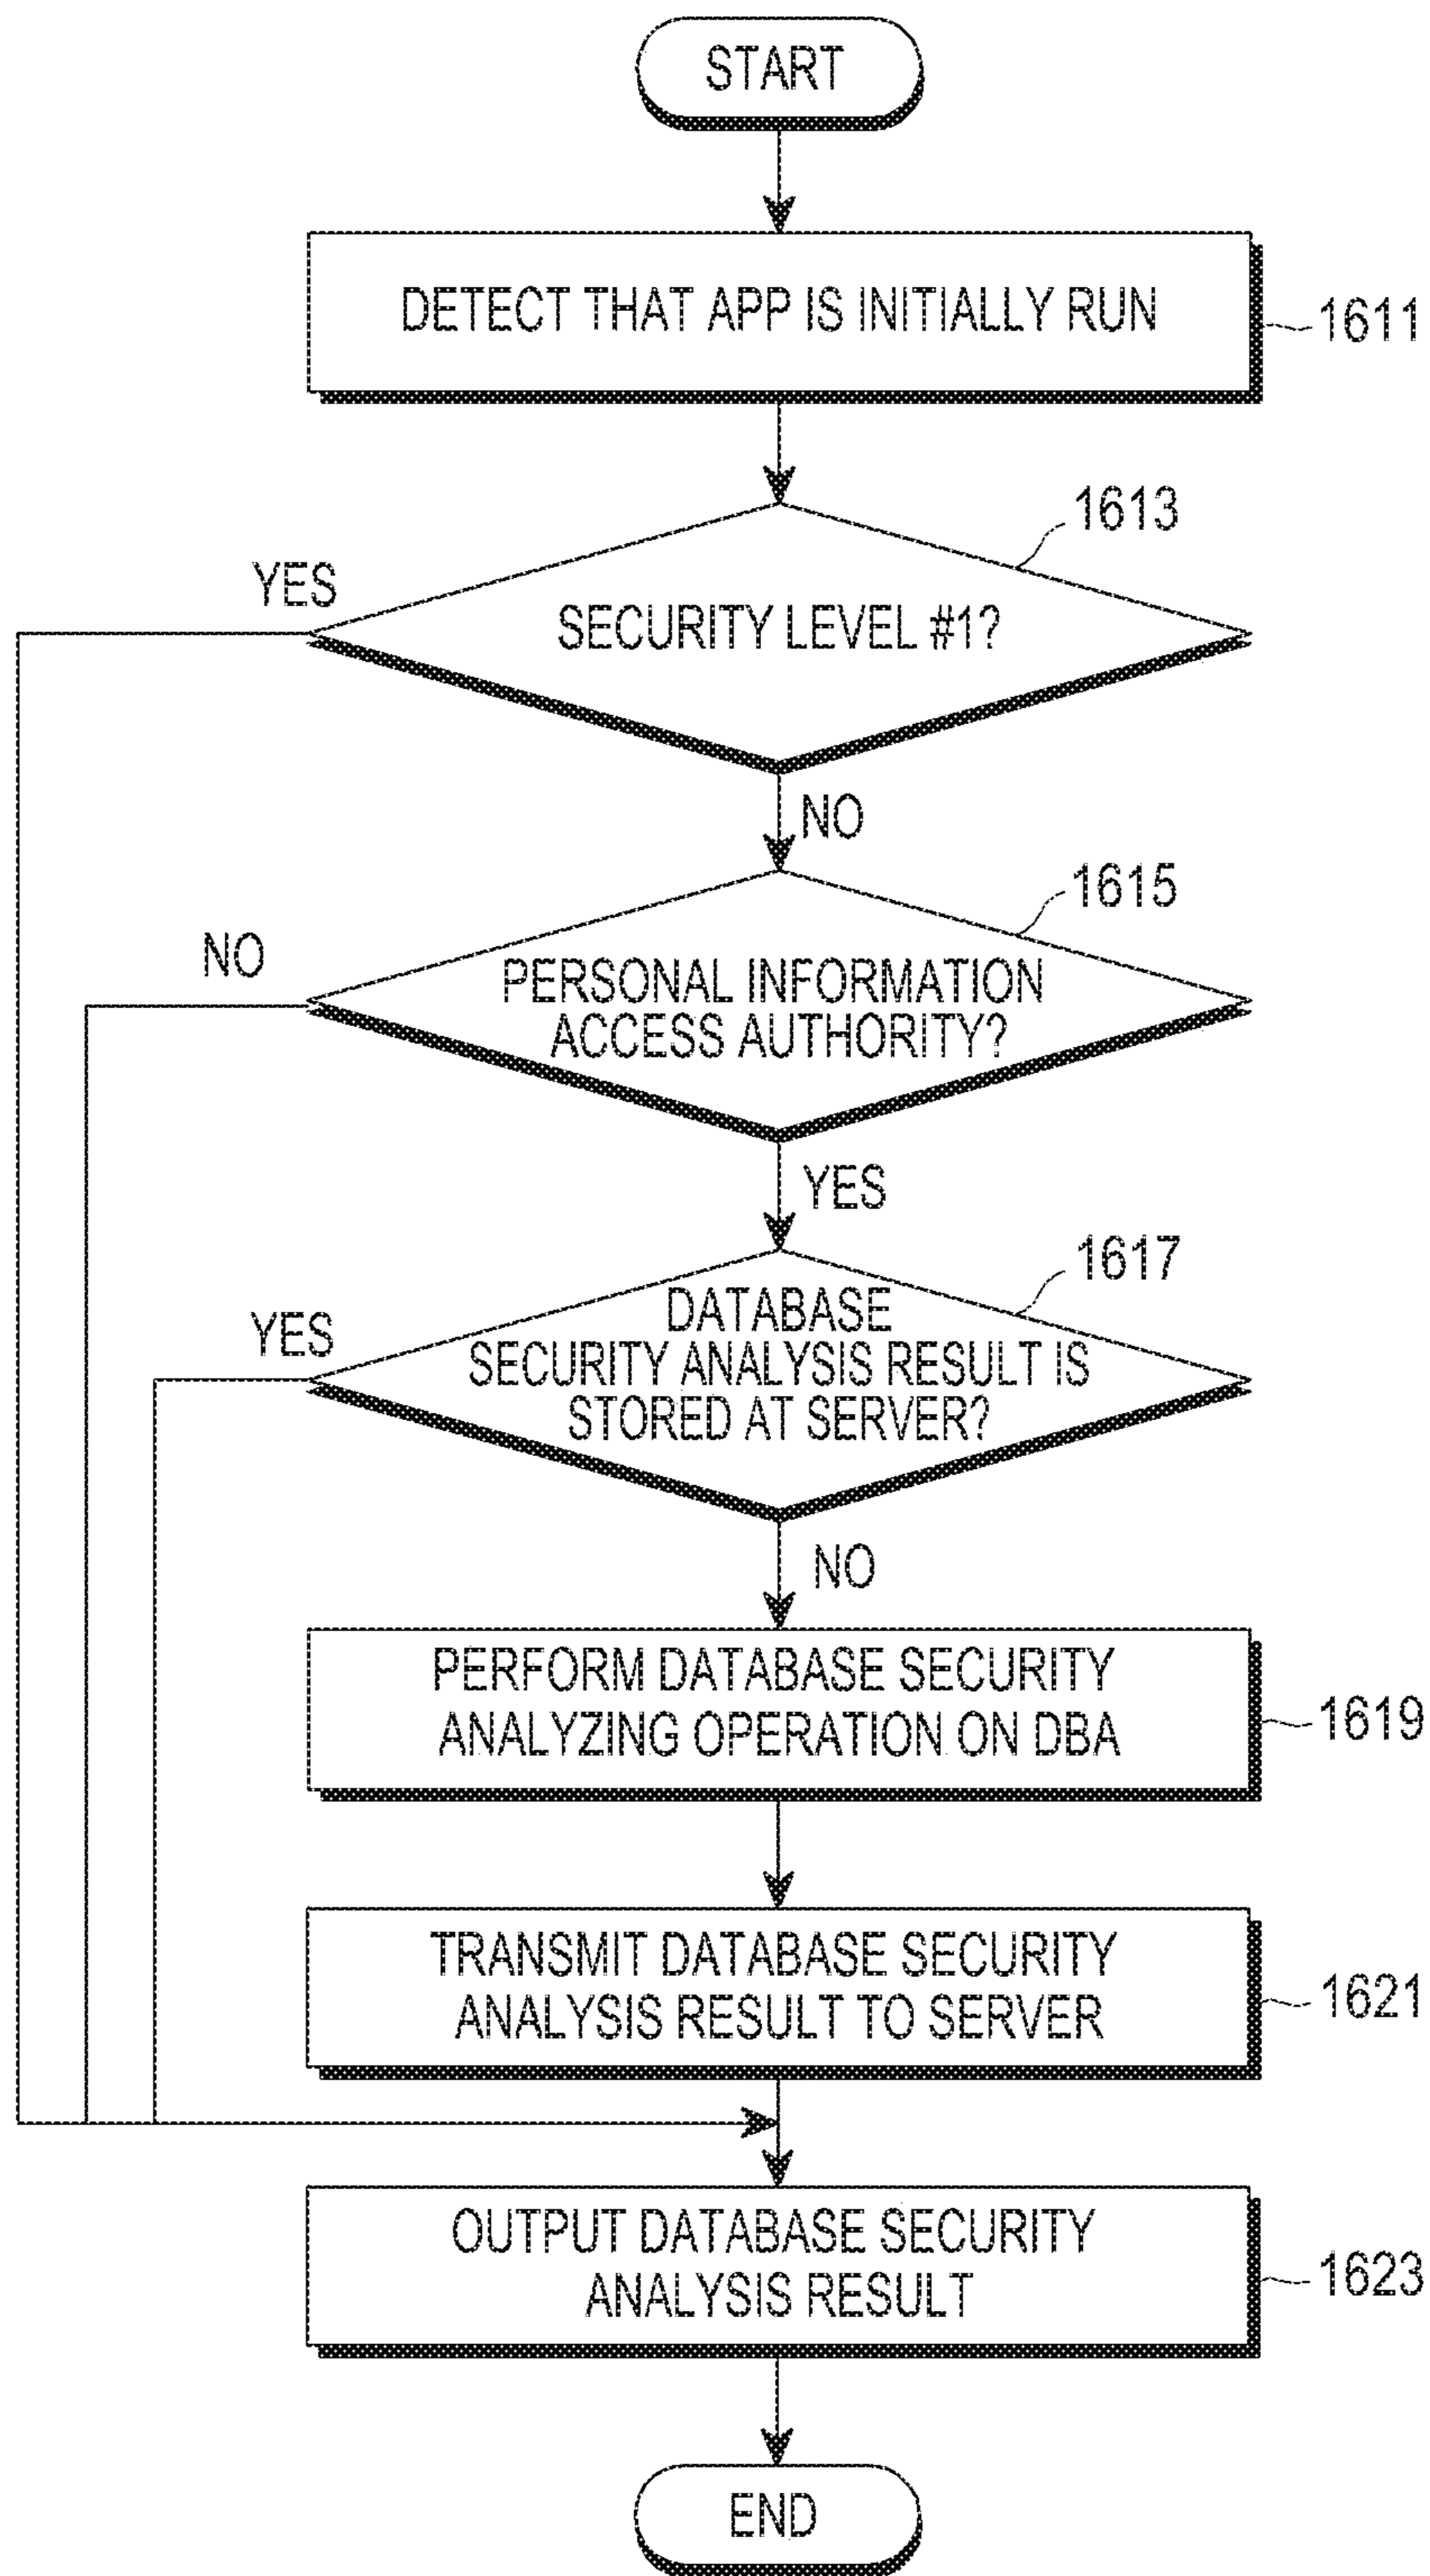 START
DETECT THAT APP IS INITIALLY RUN
1611
1613
YES
SECURITY LEVEL #1?
NO
1615
NO
PERSONAL INFORMATION
ACCESS AUTHORITY?
YES
1617
YES
DATABASE
SECURITY ANALYSIS RESULT IS
STORED AT SERVER?
NO
PERFORM DATABASE SECURITY
ANALYZING OPERATION ON DBA
1619
TRANSMIT DATABASE SECURITY
ANALYSIS RESULT TO SERVER
1621
OUTPUT DATABASE SECURITY
ANALYSIS RESULT
1623
END